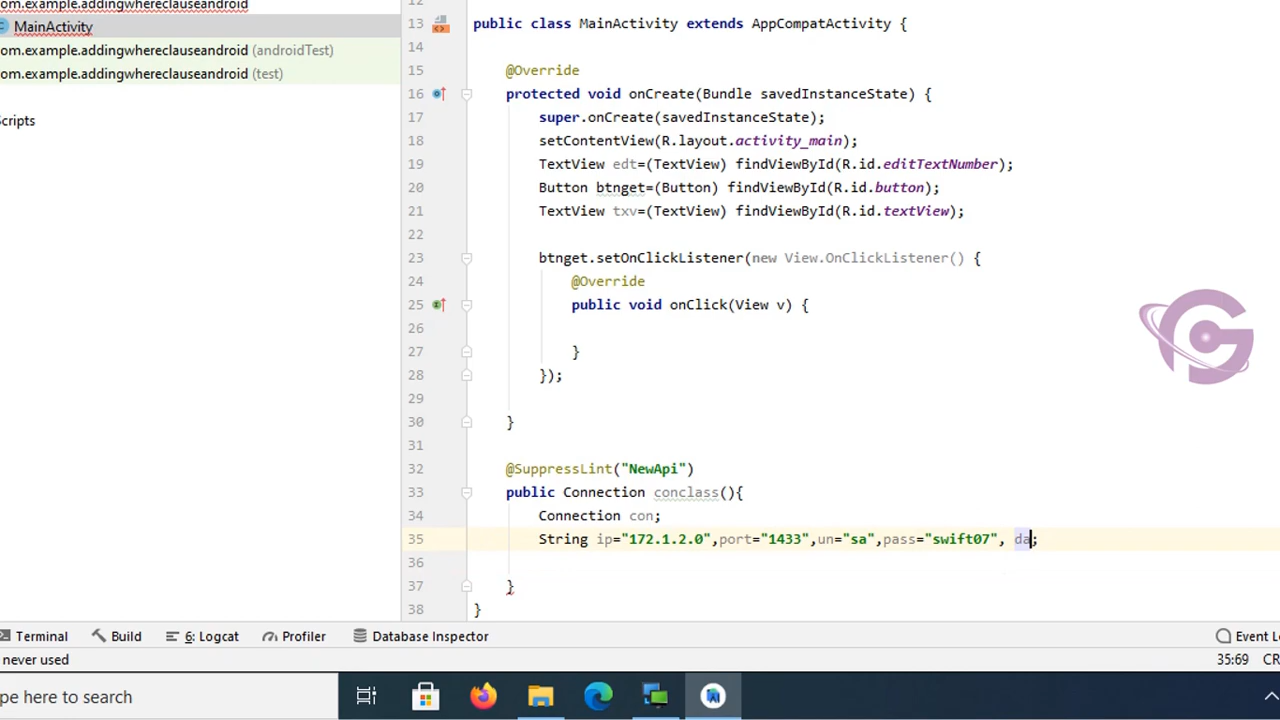 om.example.addingwhereclauseandroid
MainActivity
om.example.addingwhereclauseandroid (androidTest)
om.example.addingwhereclauseandroid (test)
Scripts
12
13 public class MainActivity extends AppCompatActivity {
14
15 @Override
16 protected void onCreate(Bundle savedInstanceState) {
17 super.onCreate(savedInstanceState);
18 setContentView(R.layout.activity_main);
19 TextView edt=(TextView) findViewById(R.id.editTextNumber);
20 Button btnget=(Button) findViewById(R.id.button);
21 TextView txv=(TextView) findViewById(R.id.textView);
22
23 btnget.setOnClickListener(new View.OnClickListener() {
24 @Override
25 public void onClick(View v) {
26
27 }
28 });
29
30 }
31
32 @SuppressLint("NewApi")
33 public Connection conclass(){
34 Connection con;
35 String ip="172.1.2.0",port="1433",un="sa",pass="swift07", da;
36
37 }
38 }
Terminal Build 6: Logcat Profiler Database Inspector Event L
never used 35:69 CR
pe here to search